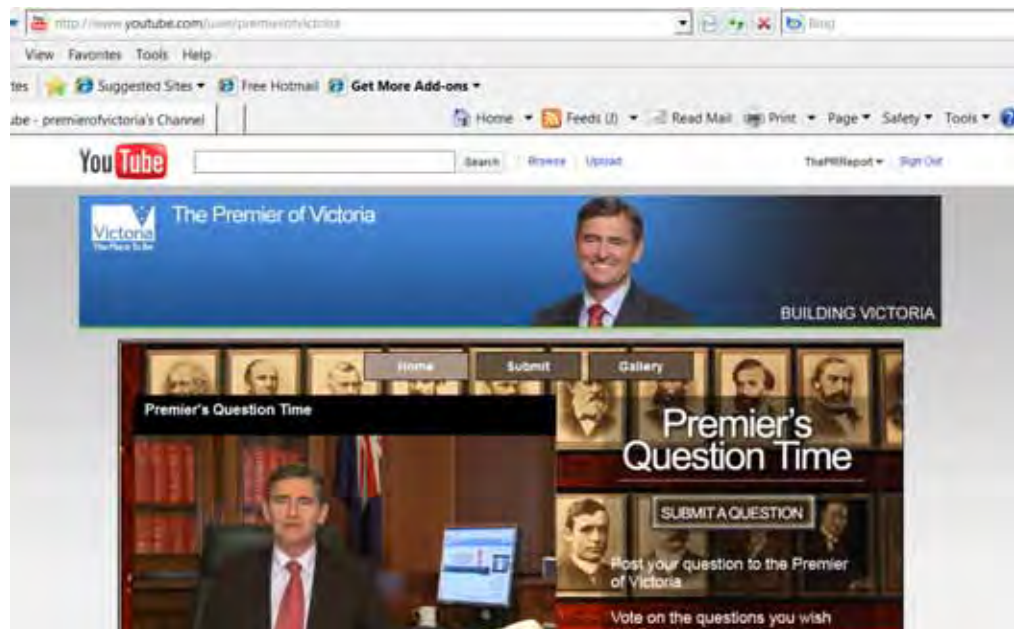 http://www.youtube.com/user/premierofvictoria
Bing
View Favorites Tools Help
tes Suggested Sites Free Hotmail Get More Add-ons
ube - premierofvictoria's Channel
Home Feeds (J) Read Mail Print Page Safety Tools
YouTube
Search Browse Upload ThePRReport Sign Out
Victoria
The Place To Be
The Premier of Victoria
BUILDING VICTORIA
Home Submit Gallery
Premier's Question Time
Premier's
Question Time
SUBMIT A QUESTION
Post your question to the Premier
of Victoria
Vote on the questions you wish